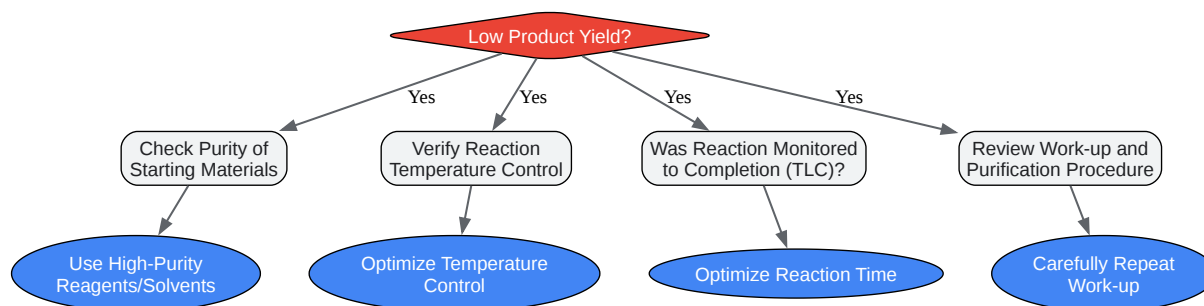 Low Product Yield?
Yes
Yes
Yes
Yes
Check Purity of
Starting Materials
Verify Reaction
Temperature Control
Was Reaction Monitored
to Completion (TLC)?
Review Work-up and
Purification Procedure
Use High-Purity
Reagents/Solvents
Optimize Temperature
Control
Optimize Reaction Time
Carefully Repeat
Work-up